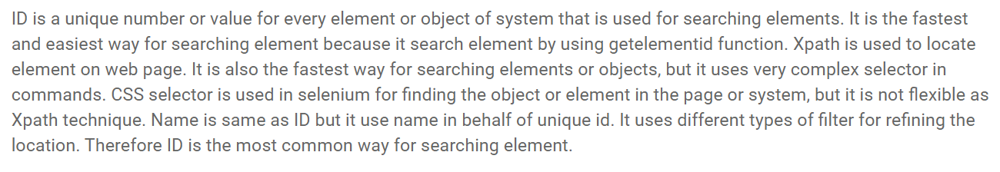 ID is a unique number or value for every element or object of system that is used for searching elements. It is the fastest
and easiest way for searching element because it search element by using getelementid function. Xpath is used to locate
element on web page. It is also the fastest way for searching elements or objects, but it uses very complex selector in
commands. CSS selector is used in selenium for finding the object or element in the page or system, but it is not flexible as
Xpath technique. Name is same as ID but it use name in behalf of unique id. It uses different types of filter for refining the
location. Therefore ID is the most common way for searching element.